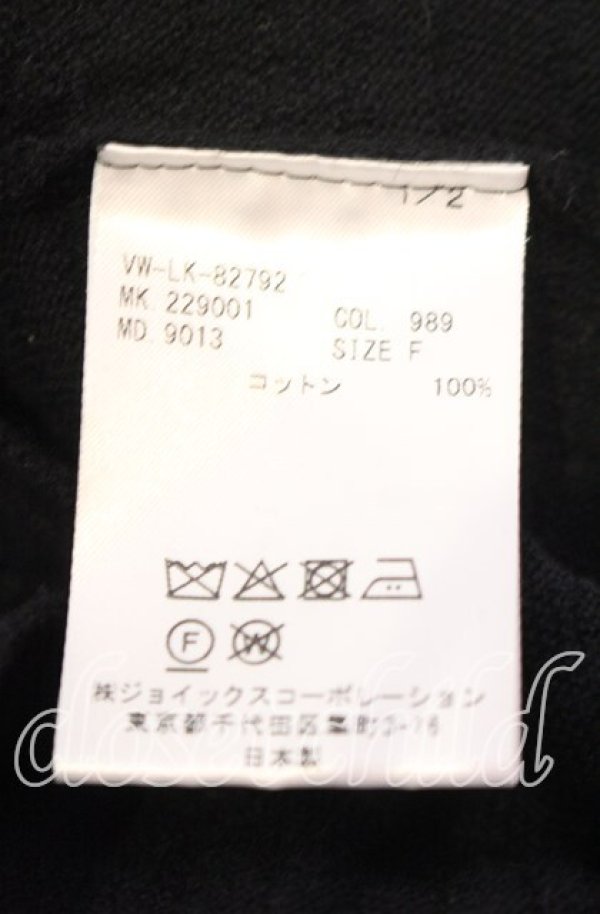 1/2
VW-LK-82792
MK. 229001 COL. 989
MD. 9013 SIZE F
コットン 100%
F W
㈱ジョイックスコーポレーション
東京都千代田区麹町3-16
日本製
closetchild